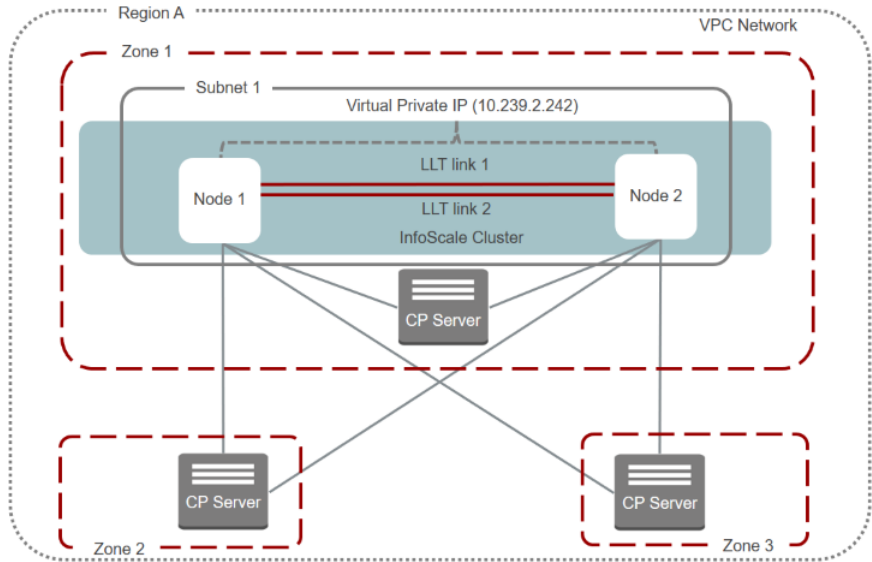 Region A
VPC Network
Zone 1
Subnet 1
Virtual Private IP (10.239.2.242)
LLT link 1
Node 1
Node 2
LLT link 2
InfoScale Cluster
CP Server
CP Server
CP Server
Zone 2
Zone 3